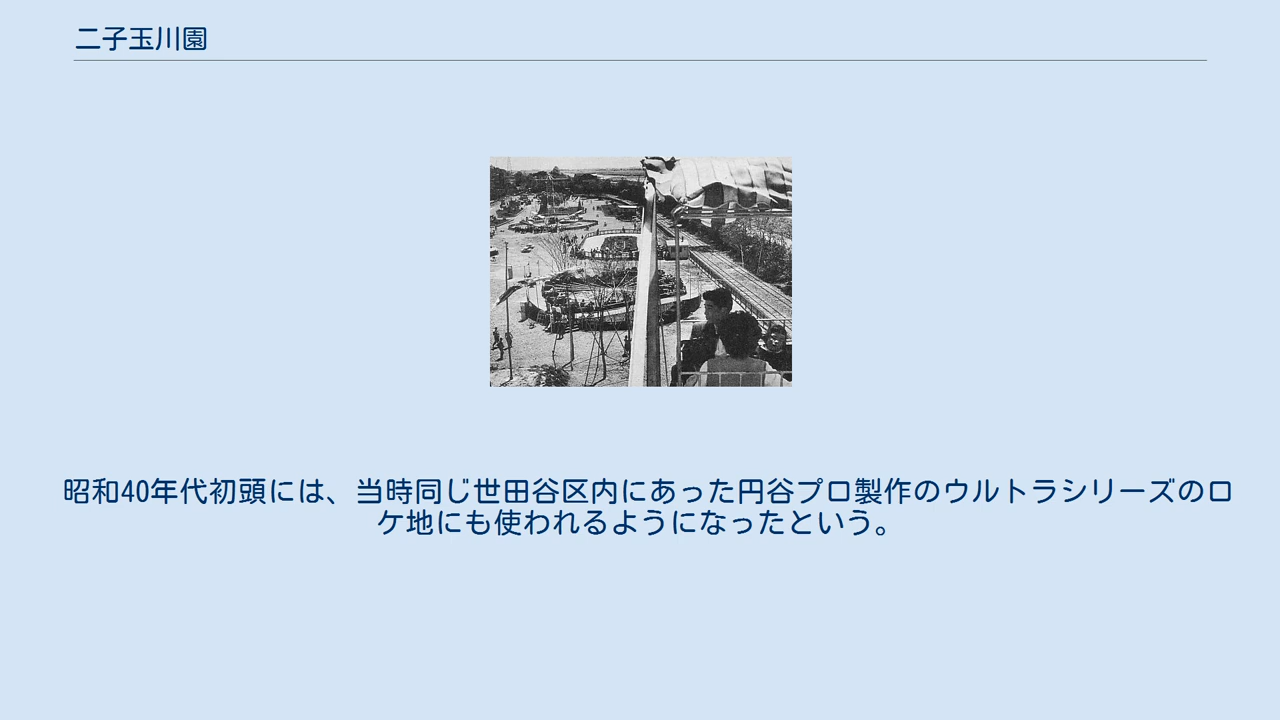 二子玉川園
昭和40年代初頭には、当時同じ世田谷区内にあった円谷プロ製作のウルトラシリーズのロ
ケ地にも使われるようになったという。